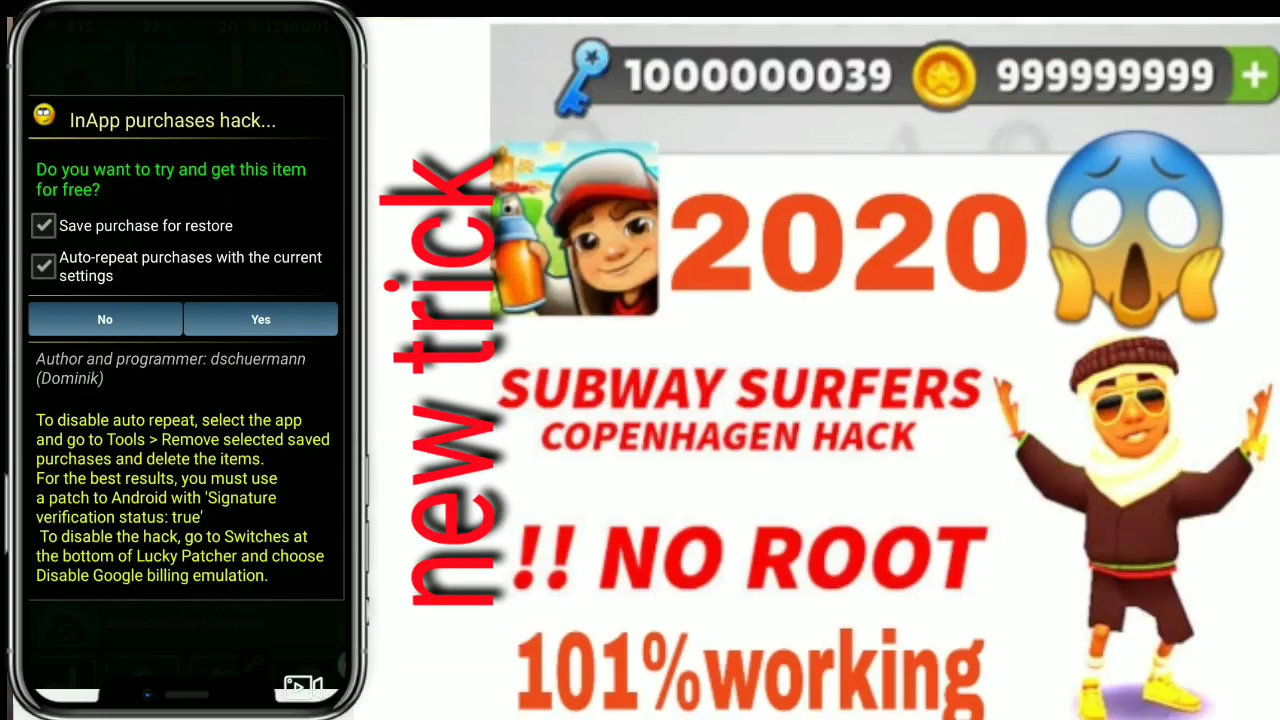 InApp purchases hack...
Do you want to try and get this item
for free?
Save purchase for restore
Auto-repeat purchases with the current
settings
No
Yes
Author and programmer: dschuermann
(Dominik)
To disable auto repeat, select the app
and go to Tools > Remove selected saved
purchases and delete the items.
For the best results, you must use
a patch to Android with 'Signature
verification status: true'
To disable the hack, go to Switches at
the bottom of Lucky Patcher and choose
Disable Google billing emulation.
new trick
1000000039
999999999 +
2020
SUBWAY SURFERS
COPENHAGEN HACK
!! NO ROOT
101%working